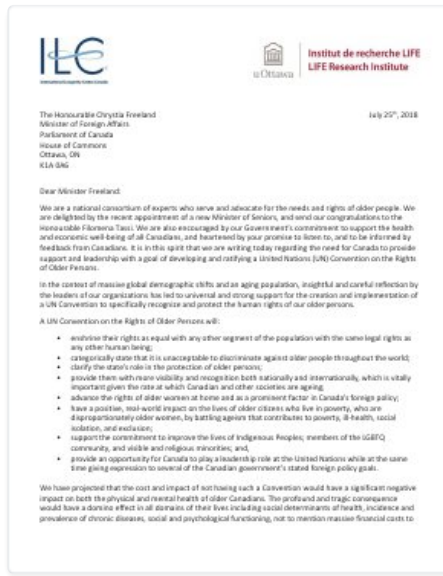 ILC
International Longevity Centre Canada
uOttawa
Institut de recherche LIFE
LIFE Research Institute
The Honourable Chrystia Freeland
July 25th, 2018
Minister of Foreign Affairs
Parliament of Canada
House of Commons
Ottawa, ON
K1A 0A6
Dear Minister Freeland:
We are a national consortium of experts who serve and advocate for the needs and rights of older people. We
are delighted by the recent appointment of a new Minister of Seniors, and send our congratulations to the
Honourable Filomena Tassi. We are also encouraged by our Government's commitment to support the health
and economic well-being of all Canadians, and heartened by your promise to listen to, and to be informed by
feedback from Canadians. It is in this spirit that we are writing today regarding the need for Canada to provide
support and leadership with a goal of developing and ratifying a United Nations (UN) Convention on the Rights
of Older Persons.
In the context of massive global demographic shifts and an aging population, insightful and careful reflection by
the leaders of our organizations has led to universal and strong support for the creation and implementation of
a UN Convention to specifically recognize and protect the human rights of our older persons.
A UN Convention on the Rights of Older Persons will:
• enshrine their rights as equal with any other segment of the population with the same legal rights as
any other human being;
• categorically state that it is unacceptable to discriminate against older people throughout the world;
• clarify the state's role in the protection of older persons;
• provide them with more visibility and recognition both nationally and internationally, which is vitally
important given the rate at which Canadian and other societies are ageing;
• advance the rights of older women at home and as a prominent factor in Canada's foreign policy;
• have a positive, real-world impact on the lives of older citizens who live in poverty, who are
disproportionately older women, by battling ageism that contributes to poverty, ill-health, social
isolation, and exclusion;
• support the commitment to improve the lives of Indigenous Peoples; members of the LGBTQ
community, and visible and religious minorities; and,
• provide an opportunity for Canada to play a leadership role at the United Nations while at the same
time giving expression to several of the Canadian government's stated foreign policy goals.
We have projected that the cost and impact of not having such a Convention would have a significant negative
impact on both the physical and mental health of older Canadians. The profound and tragic consequence
would have a domino effect in all domains of their lives including social determinants of health, incidence and
prevalence of chronic diseases, social and psychological functioning, not to mention massive financial costs to